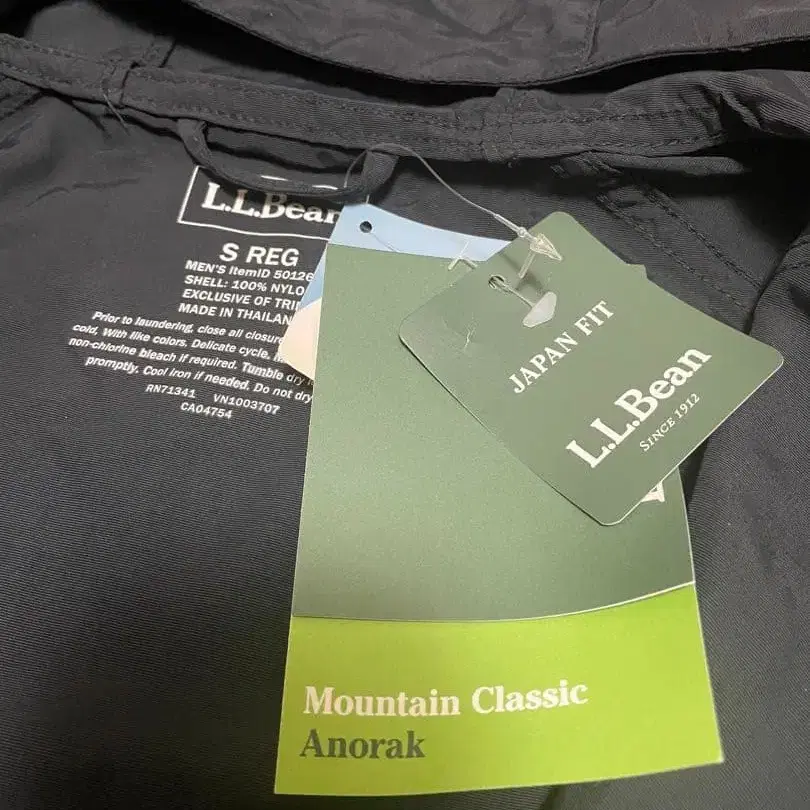 L.L.Bean
S REG
MEN'S ItemID 50126
SHELL: 100% NYLO
EXCLUSIVE OF TRI
MADE IN THAILAN
Prior to laundering, close all closure
cold, With like colors. Delicate cycle.
non-chlorine bleach if required. Tumble dry
promptly. Cool iron if needed. Do not dry
RN71341 VN1003707
CA04754
JAPAN FIT
L.L.Bean
SINCE 1912
Mountain Classic
Anorak